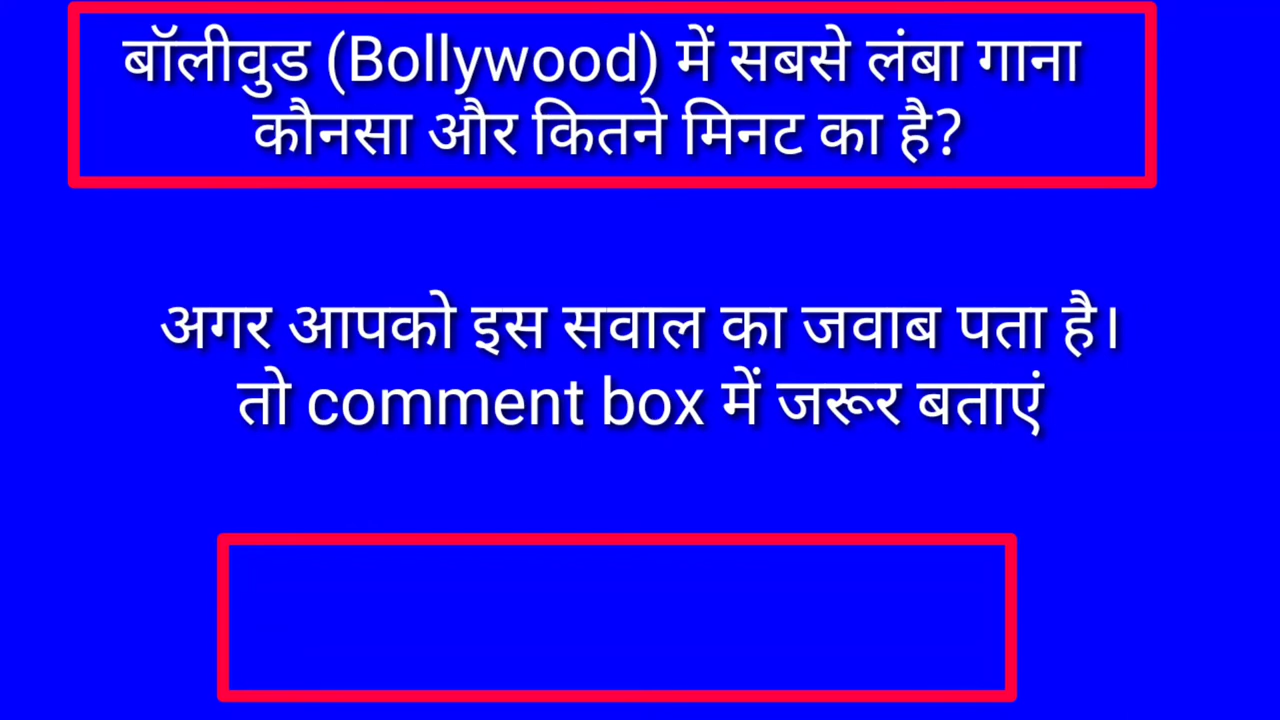 बॉलीवुड (Bollywood) में सबसे लंबा गाना
कौनसा और कितने मिनट का है?
अगर आपको इस सवाल का जवाब पता है।
तो comment box में जरूर बताएं